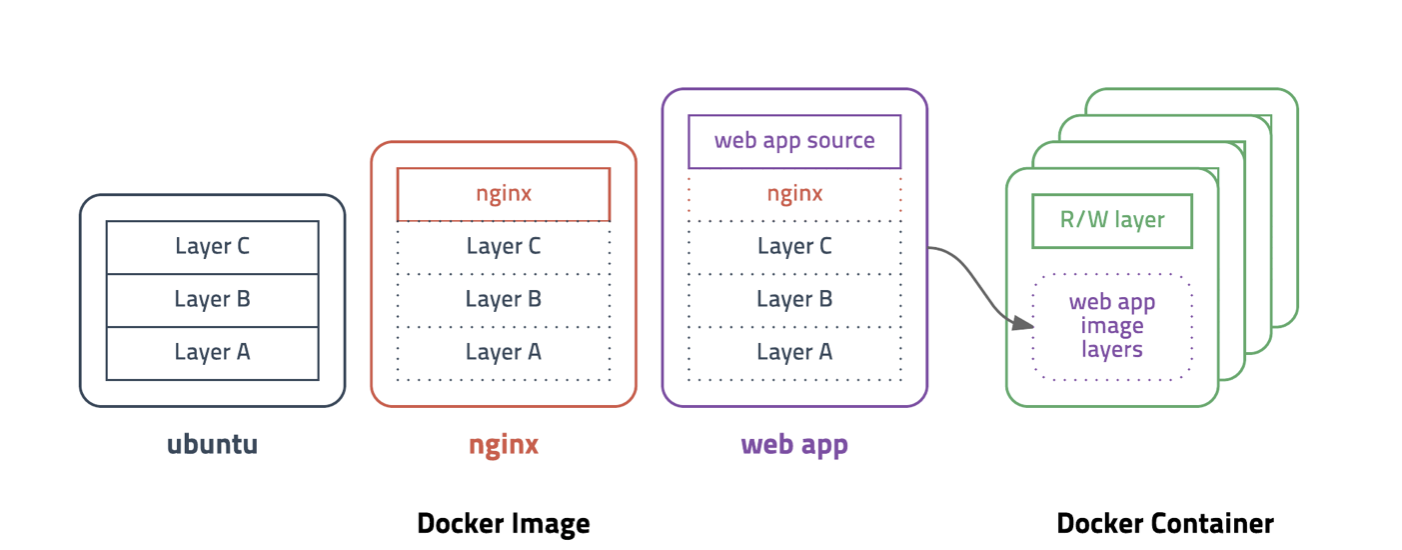 Layer C
Layer B
Layer A
ubuntu
nginx
Layer C
Layer B
Layer A
nginx
web app source
nginx
Layer C
Layer B
Layer A
web app
R/W layer
web app
image
layers
Docker Image
Docker Container